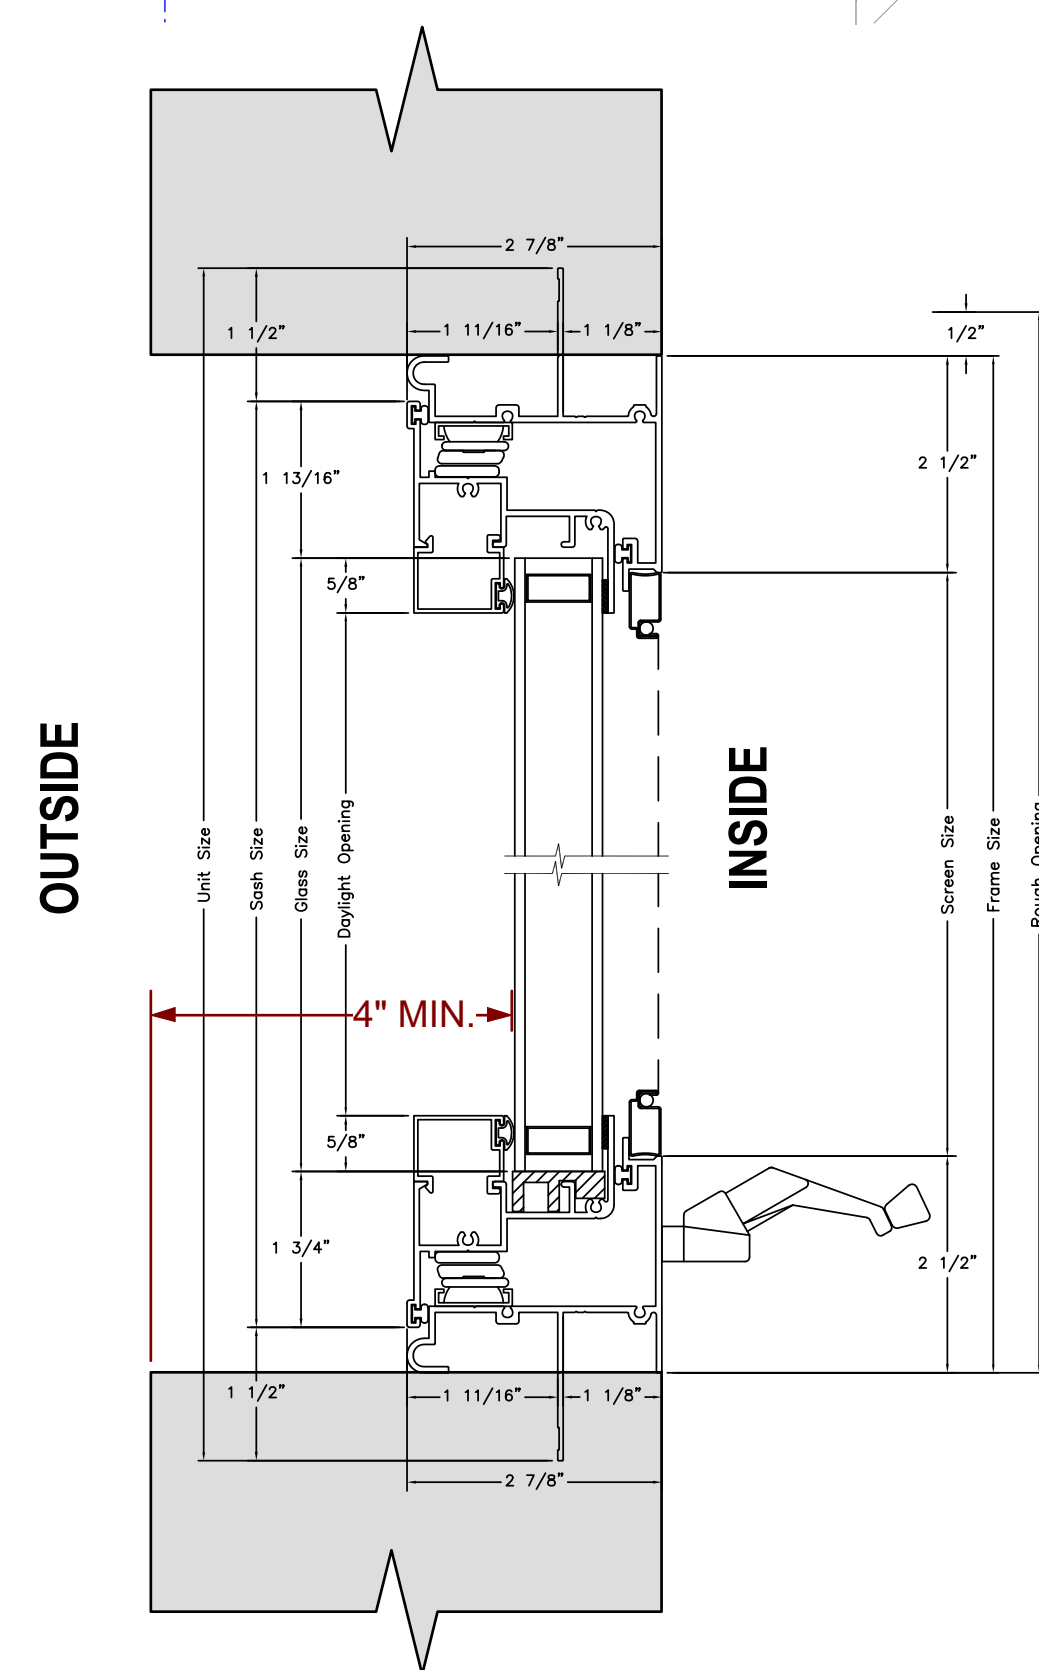 2 7/8"
1 11/16"
1 1/8"
1 1/2"
1/2"
1 13/16"
2 1/2"
5/8"
OUTSIDE
Unit Size
Sash Size
Glass Size
Daylight Opening
INSIDE
Screen Size
Frame Size
Rough Opening
4" MIN.
5/8"
1 3/4"
2 1/2"
1 1/2"
1 11/16"
1 1/8"
2 7/8"